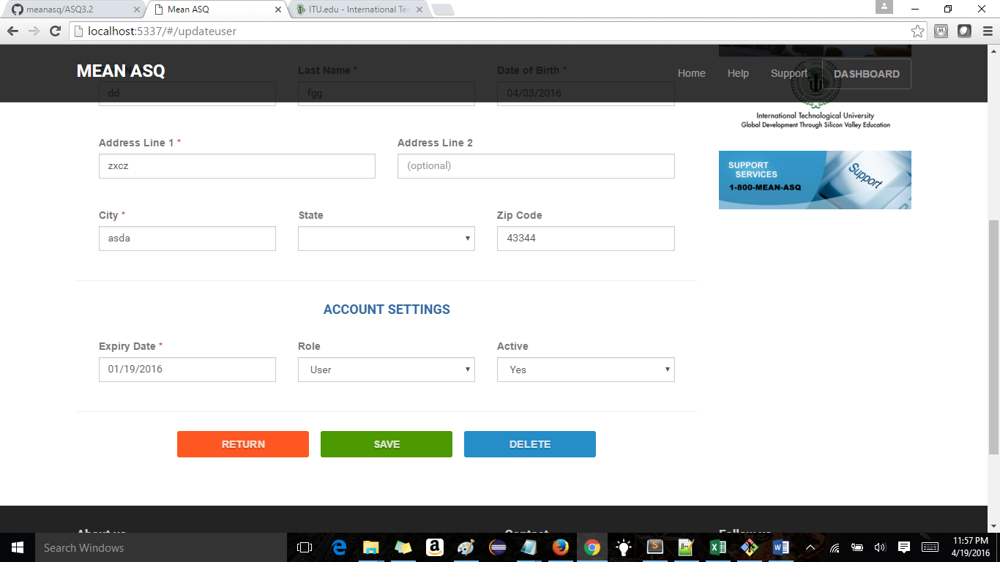 meanasq/ASQ3.2
Mean ASQ
ITU.edu - International Te
localhost:5337/#/updateuser
MEAN ASQ
Last Name *
Date of Birth *
Home
Help
Support
DASHBOARD
dd
fgg
04/03/2016
International Technological University
Global Development Through Silicon Valley Education
Address Line 1 *
Address Line 2
zxcz
(optional)
SUPPORT
SERVICES
1-800-MEAN-ASQ
Support
City *
State
Zip Code
asda
43344
ACCOUNT SETTINGS
Expiry Date *
Role
Active
01/19/2016
User
Yes
RETURN
SAVE
DELETE
About us
Contact
Follow us
Search Windows
11:57 PM
4/19/2016